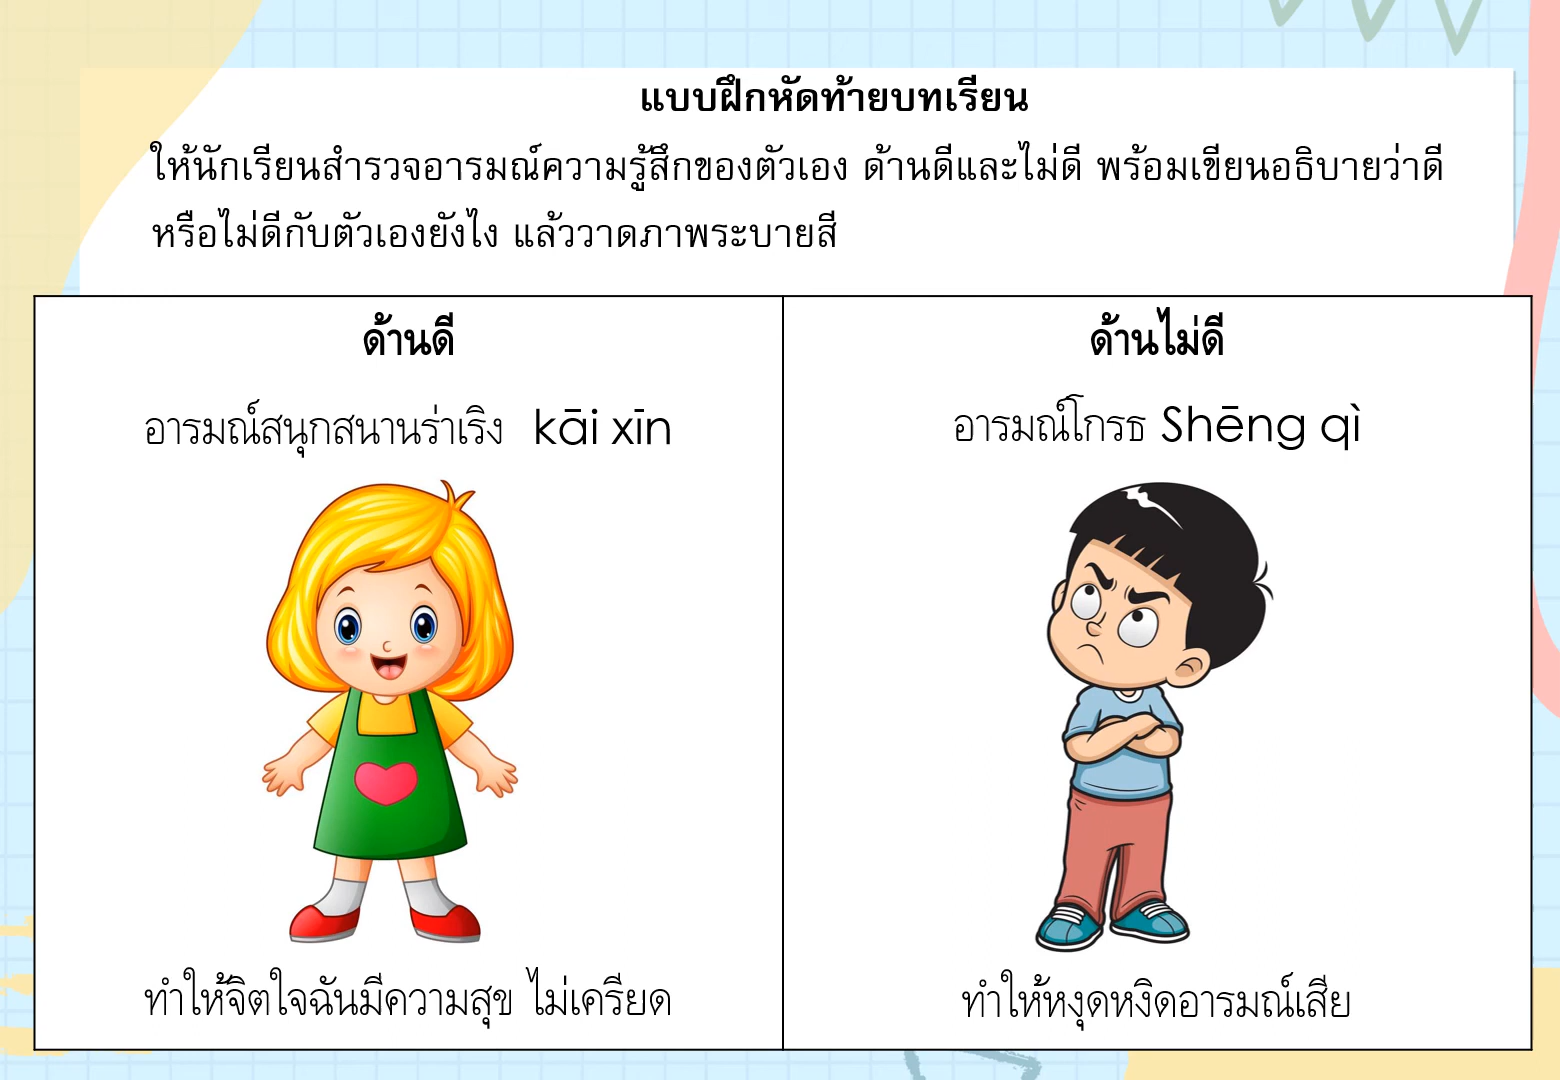 แบบฝึกหัดท้ายบทเรียน
ให้นักเรียนสำรวจอารมณ์ความรู้สึกของตัวเอง ด้านดีและไม่ดี พร้อมเขียนอธิบายว่าดี
หรือไม่ดีกับตัวเองยังไง แล้ววาดภาพระบายสี
ด้านดี
อารมณ์สนุกสนานร่าเริง kāi xīn
ทำให้จิตใจฉันมีความสุข ไม่เครียด
ด้านไม่ดี
อารมณ์โกรธ Shēng qì
ทำให้หงุดหงิดอารมณ์เสีย